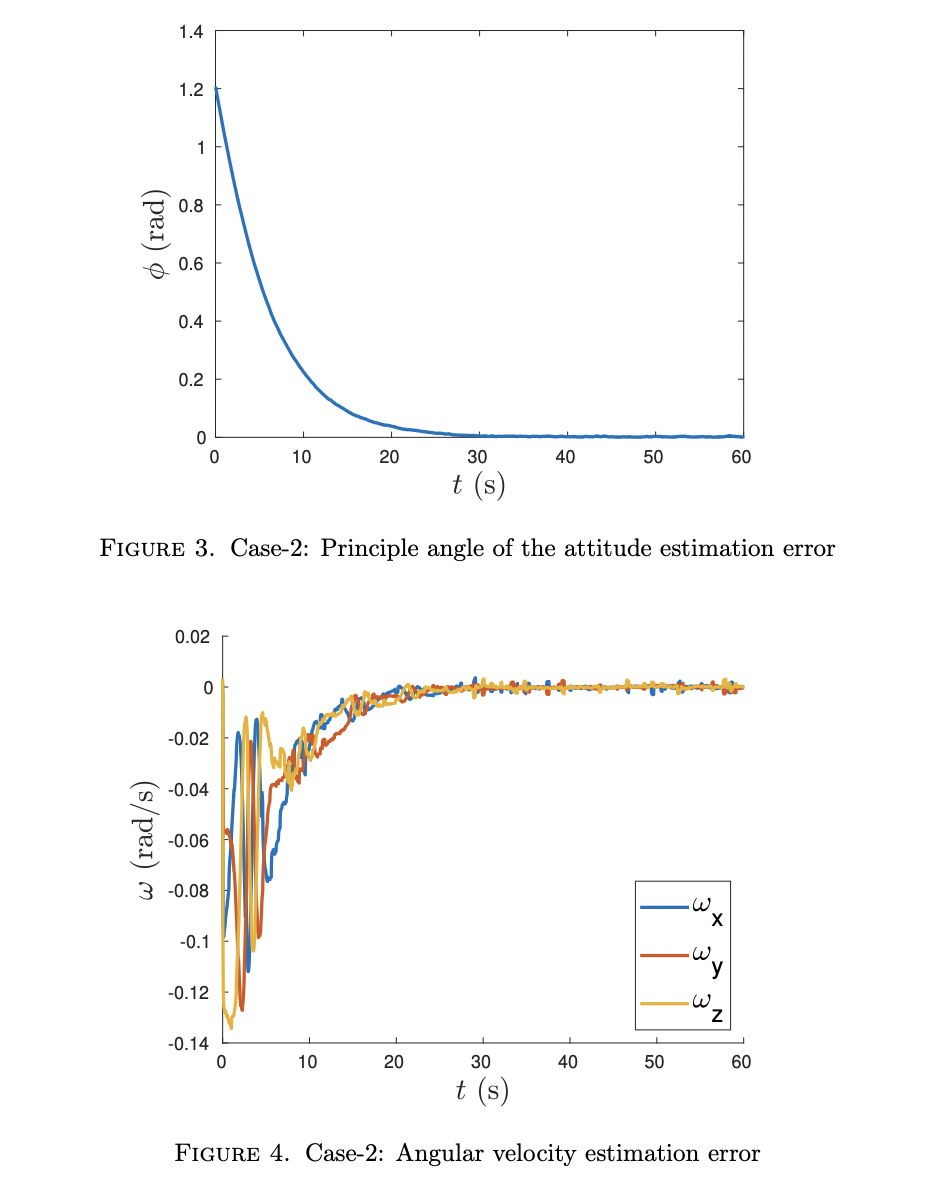 1.4
1.2
1
0.8
0.6
0.4
0.2
0
ϕ (rad)
0 10 20 30 40 50 60
t (s)
FIGURE 3. Case-2: Principle angle of the attitude estimation error
0.02
0
-0.02
-0.04
-0.06
-0.08
-0.1
-0.12
-0.14
ω (rad/s)
ωx
ωy
ωz
0 10 20 30 40 50 60
t (s)
FIGURE 4. Case-2: Angular velocity estimation error